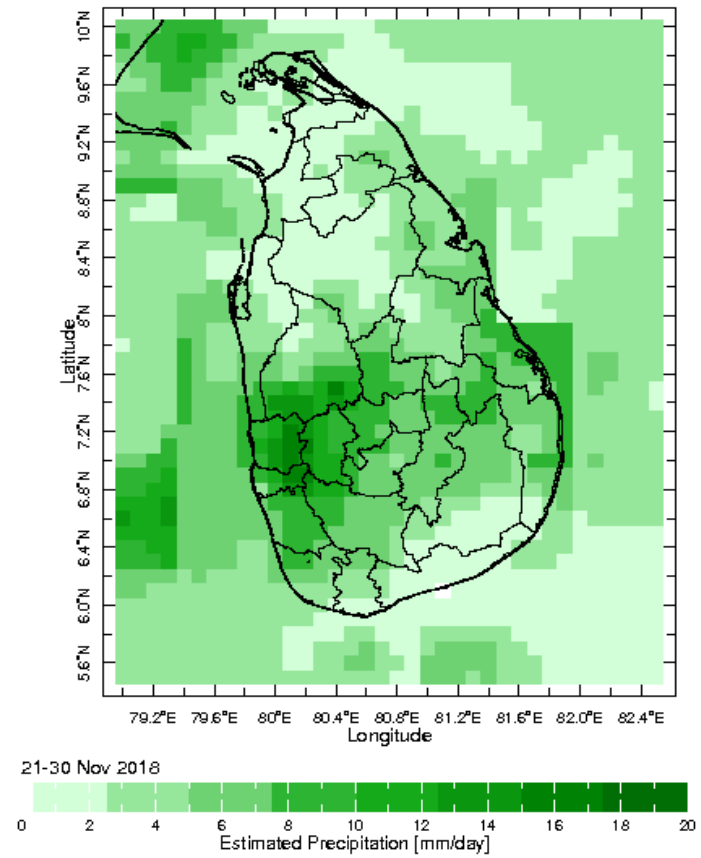 10°N
9.6°N
9.2°N
8.8°N
8.4°N
8°N
7.6°N
7.2°N
6.8°N
6.4°N
6.0°N
5.6°N
Latitude
79.2°E 79.6°E 80°E 80.4°E 80.8°E 81.2°E 81.6°E 82.0°E 82.4°E
Longitude
21-30 Nov 2018
0 2 4 6 8 10 12 14 16 18 20
Estimated Precipitation [mm/day]